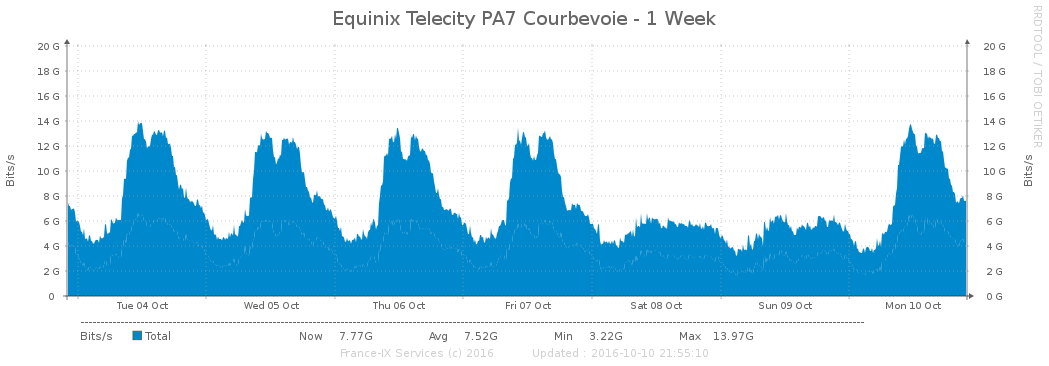 Equinix Telecity PA7 Courbevoie - 1 Week
RRDTOOL / TOBI OETIKER
Bits/s
20 G
18 G
16 G
14 G
12 G
10 G
8 G
6 G
4 G
2 G
0
20 G
18 G
16 G
14 G
12 G
10 G
8 G
6 G
4 G
2 G
0 G
Bits/s
Tue 04 Oct Wed 05 Oct Thu 06 Oct Fri 07 Oct Sat 08 Oct Sun 09 Oct Mon 10 Oct
Bits/s Total Now 7.77G Avg 7.52G Min 3.22G Max 13.97G
France-IX Services (c) 2016 Updated : 2016-10-10 21:55:10